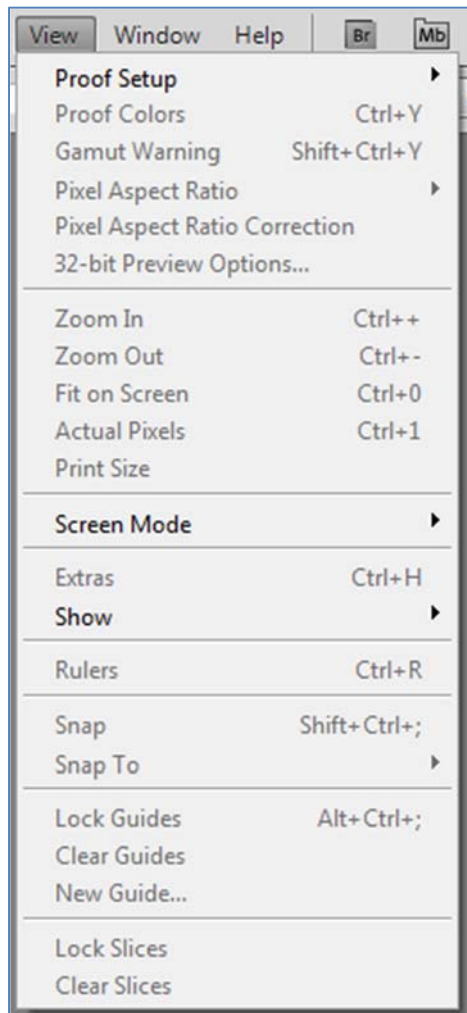 View Window Help Br Mb
Proof Setup
Proof Colors Ctrl+Y
Gamut Warning Shift+Ctrl+Y
Pixel Aspect Ratio
Pixel Aspect Ratio Correction
32-bit Preview Options...
Zoom In Ctrl++
Zoom Out Ctrl+-
Fit on Screen Ctrl+0
Actual Pixels Ctrl+1
Print Size
Screen Mode
Extras Ctrl+H
Show
Rulers Ctrl+R
Snap Shift+Ctrl+;
Snap To
Lock Guides Alt+Ctrl+;
Clear Guides
New Guide...
Lock Slices
Clear Slices